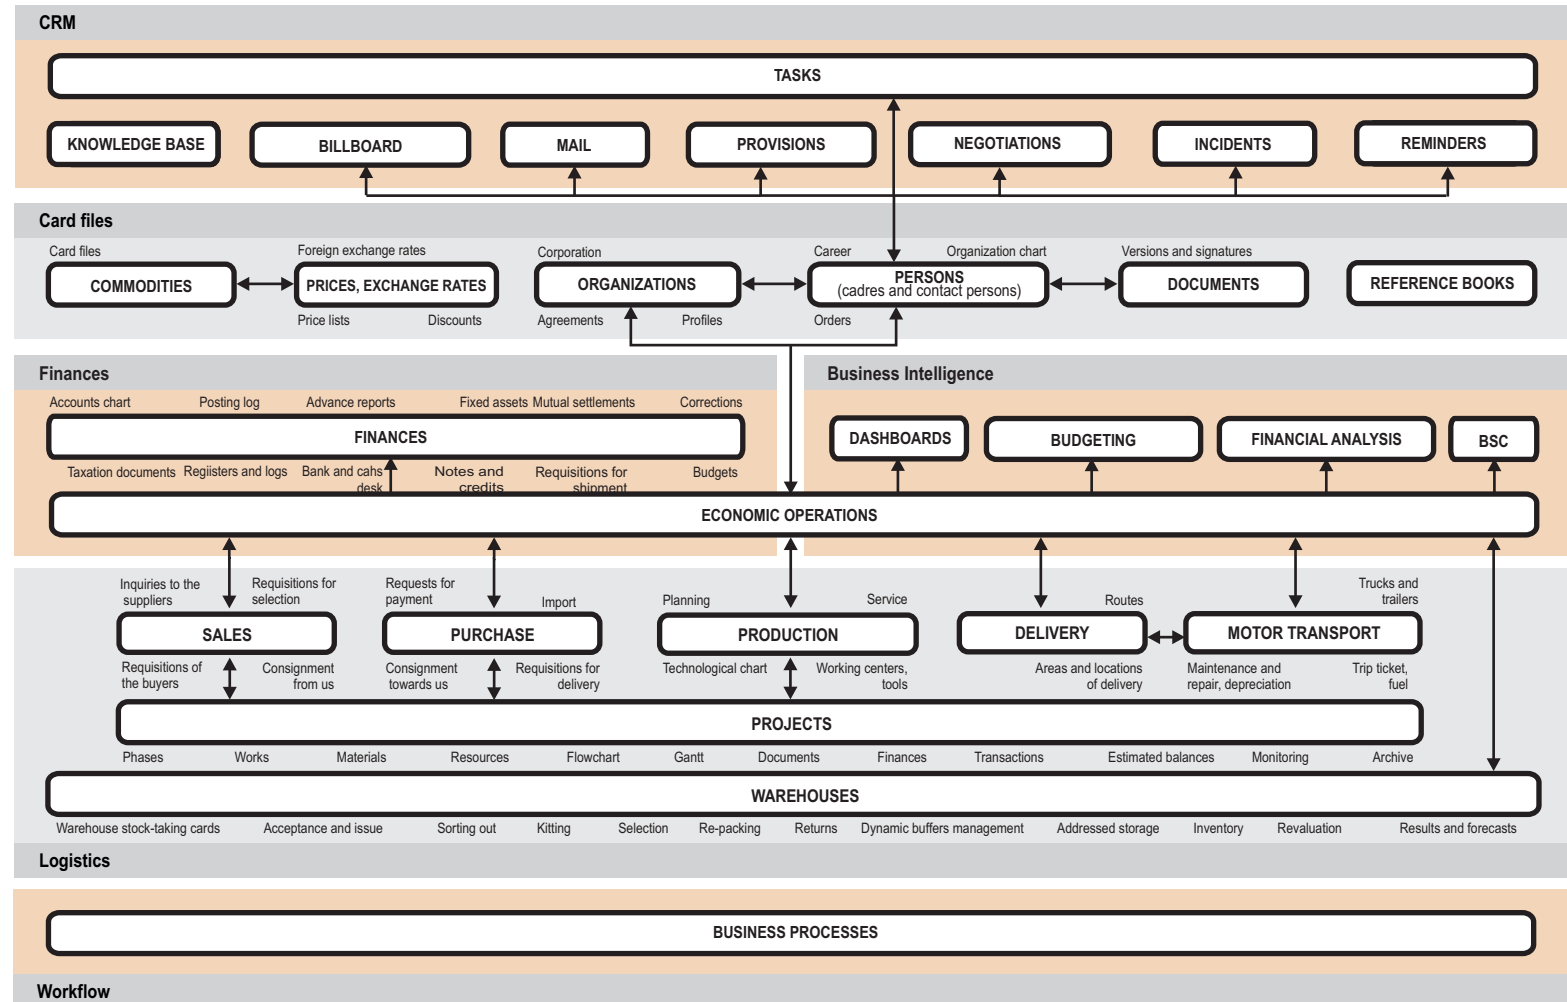 CRM
TASKS
KNOWLEDGE BASE
BILLBOARD
MAIL
PROVISIONS
NEGOTIATIONS
INCIDENTS
REMINDERS
Card files
Card files
Foreign exchange rates
Corporation
Career
Organization chart
Versions and signatures
COMMODITIES
PRICES, EXCHANGE RATES
ORGANIZATIONS
PERSONS
(cadres and contact persons)
DOCUMENTS
REFERENCE BOOKS
Price lists
Discounts
Agreements
Profiles
Orders
Finances
Accounts chart
Posting log
Advance reports
Fixed assets
Mutual settlements
Corrections
FINANCES
Taxation documents
Regiisters and logs
Bank and cahs
desk
Notes and
credits
Requisitions for
shipment
Budgets
Business Intelligence
DASHBOARDS
BUDGETING
FINANCIAL ANALYSIS
BSC
ECONOMIC OPERATIONS
Inquiries to the
suppliers
Requisitions for
selection
Requests for
payment
Import
Planning
Service
Routes
Trucks and
trailers
SALES
PURCHASE
PRODUCTION
DELIVERY
MOTOR TRANSPORT
Requisitions of
the buyers
Consignment
from us
Consignment
towards us
Requisitions for
delivery
Technological chart
Working centers,
tools
Areas and locations
of delivery
Maintenance and
repair, depreciation
Trip ticket,
fuel
PROJECTS
Phases
Works
Materials
Resources
Flowchart
Gantt
Documents
Finances
Transactions
Estimated balances
Monitoring
Archive
WAREHOUSES
Warehouse stock-taking cards
Acceptance and issue
Sorting out
Kitting
Selection
Re-packing
Returns
Dynamic buffers management
Addressed storage
Inventory
Revaluation
Results and forecasts
Logistics
BUSINESS PROCESSES
Workflow